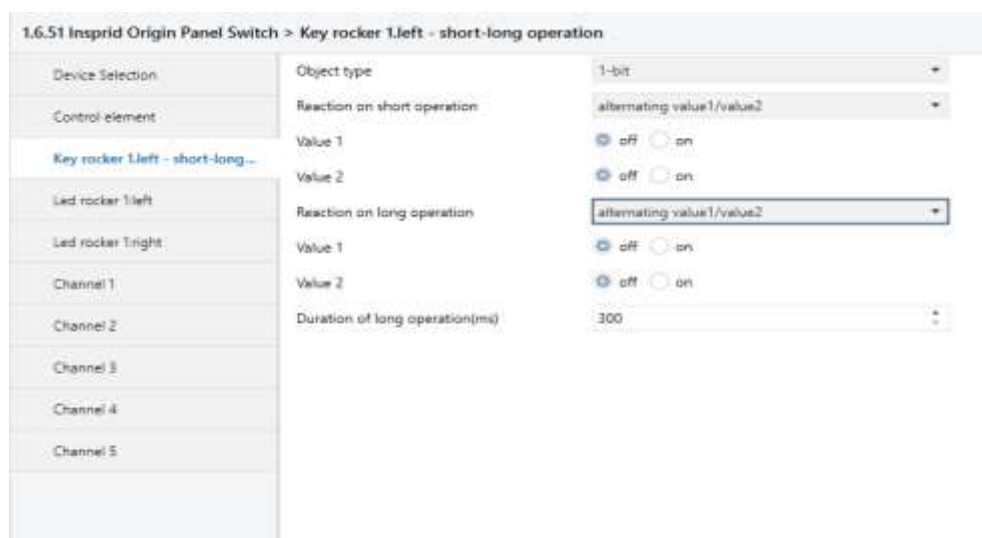 1.6.51 Insprid Origin Panel Switch > Key rocker 1.left - short-long operation
Device Selection
Control element
Key rocker 1.left - short-long...
Led rocker 1:left
Led rocker 1:right
Channel 1
Channel 2
Channel 3
Channel 4
Channel 5
Object type 1-bit
Reaction on short operation alternating value1/value2
Value 1 off on
Value 2 off on
Reaction on long operation alternating value1/value2
Value 1 off on
Value 2 off on
Duration of long operation(ms) 300